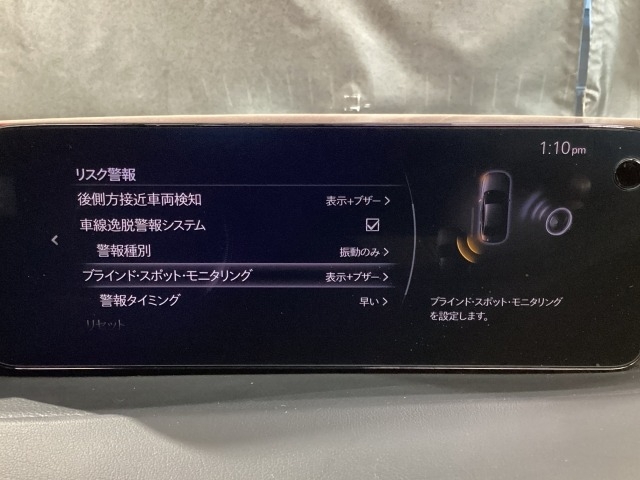 1:10pm
リスク警報
後側方接近車両検知 表示+ブザー
車線逸脱警報システム
警報種別 振動のみ
ブラインド・スポット・モニタリング 表示+ブザー
警報タイミング 早い
リセット
ブラインド・スポット・モニタリング
を設定します。